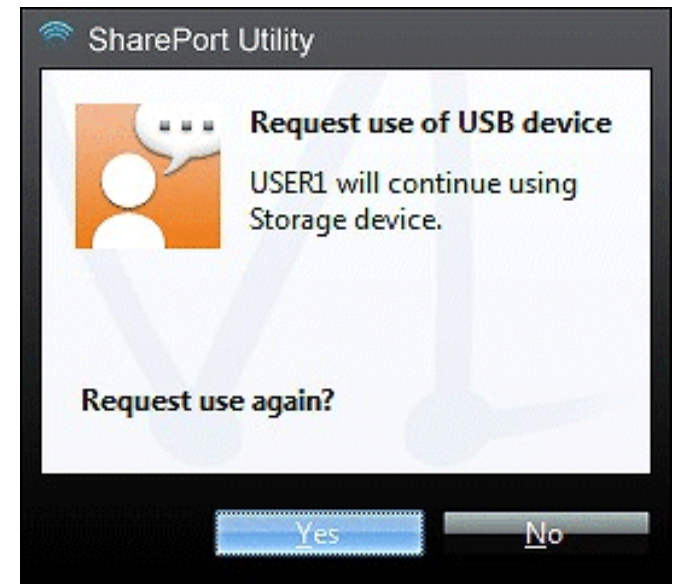 SharePort Utility
Request use of USB device
USER1 will continue using
Storage device.
Request use again?
Yes
No